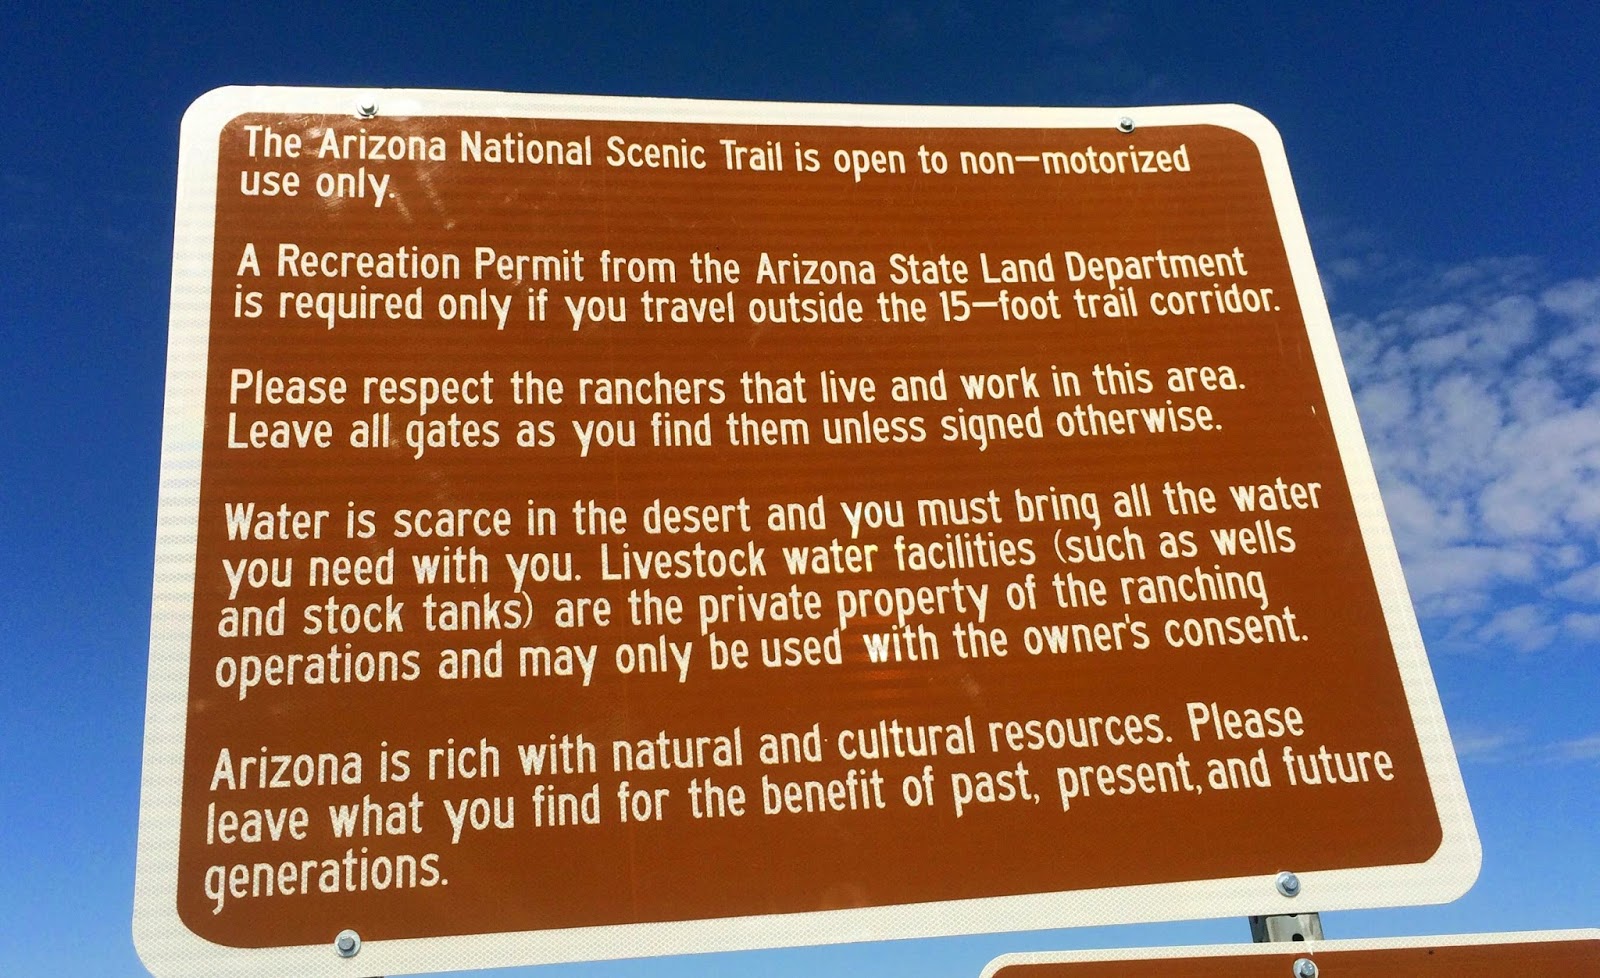 The Arizona National Scenic Trail is open to non-motorized
use only.
A Recreation Permit from the Arizona State Land Department
is required only if you travel outside the 15-foot trail corridor.
Please respect the ranchers that live and work in this area.
Leave all gates as you find them unless signed otherwise.
Water is scarce in the desert and you must bring all the water
you need with you. Livestock water facilities (such as wells
and stock tanks) are the private property of the ranching
operations and may only be used with the owner's consent.
Arizona is rich with natural and cultural resources. Please
leave what you find for the benefit of past, present, and future
generations.